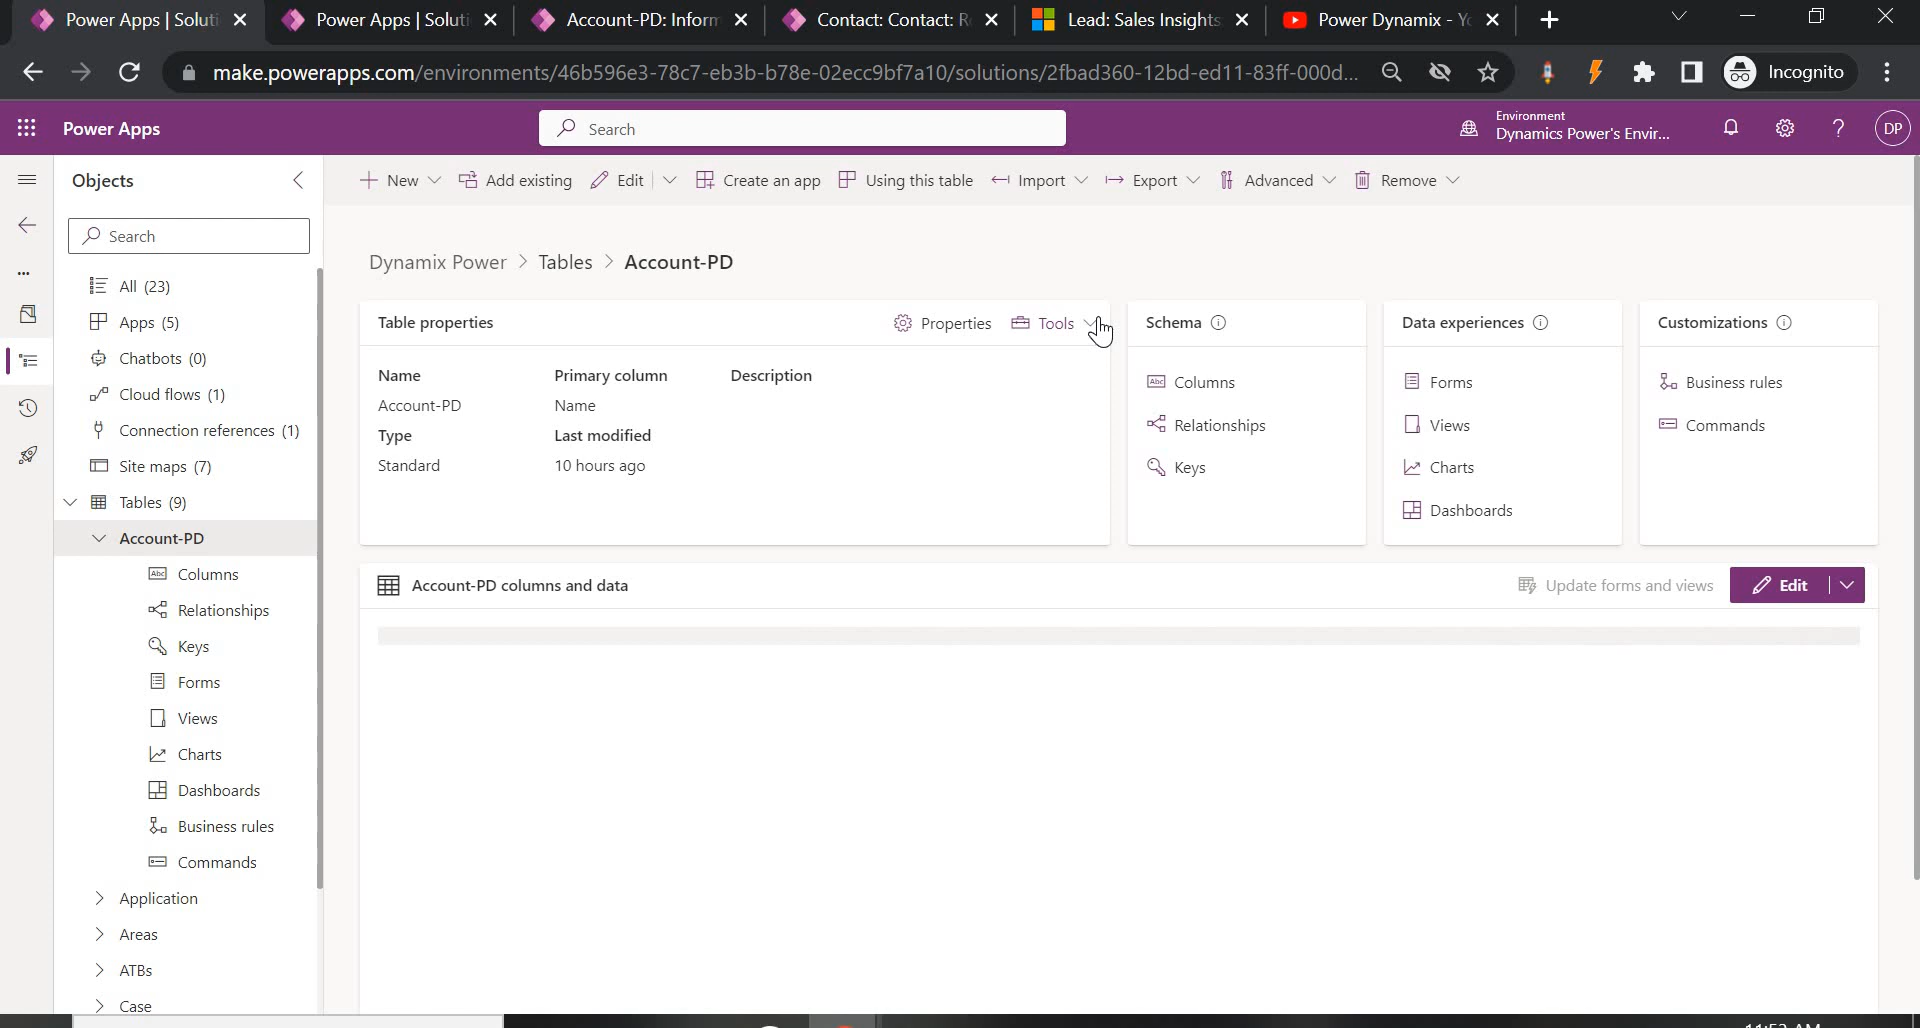 Power Apps | Soluti
Power Apps | Soluti
Account-PD: Inform
Contact: Contact: R
Lead: Sales Insights
Power Dynamix - Yo
make.powerapps.com/environments/46b596e3-78c7-eb3b-b78e-02ecc9bf7a10/solutions/2fbad360-12bd-ed11-83ff-000d...
Incognito
Power Apps
Search
Environment
Dynamics Power's Envir...
?
DP
Objects
New
Add existing
Edit
Create an app
Using this table
Import
Export
Advanced
Remove
Search
All (23)
Apps (5)
Chatbots (0)
Cloud flows (1)
Connection references (1)
Site maps (7)
Tables (9)
Account-PD
Abc Columns
Relationships
Keys
Forms
Views
Charts
Dashboards
Business rules
Commands
Application
Areas
ATBs
Case
Dynamix Power > Tables > Account-PD
Table properties
Properties
Tools
Name
Primary column
Description
Account-PD
Name
Type
Last modified
Standard
10 hours ago
Schema
Abc Columns
Relationships
Keys
Data experiences
Forms
Views
Charts
Dashboards
Customizations
Business rules
Commands
Account-PD columns and data
Update forms and views
Edit